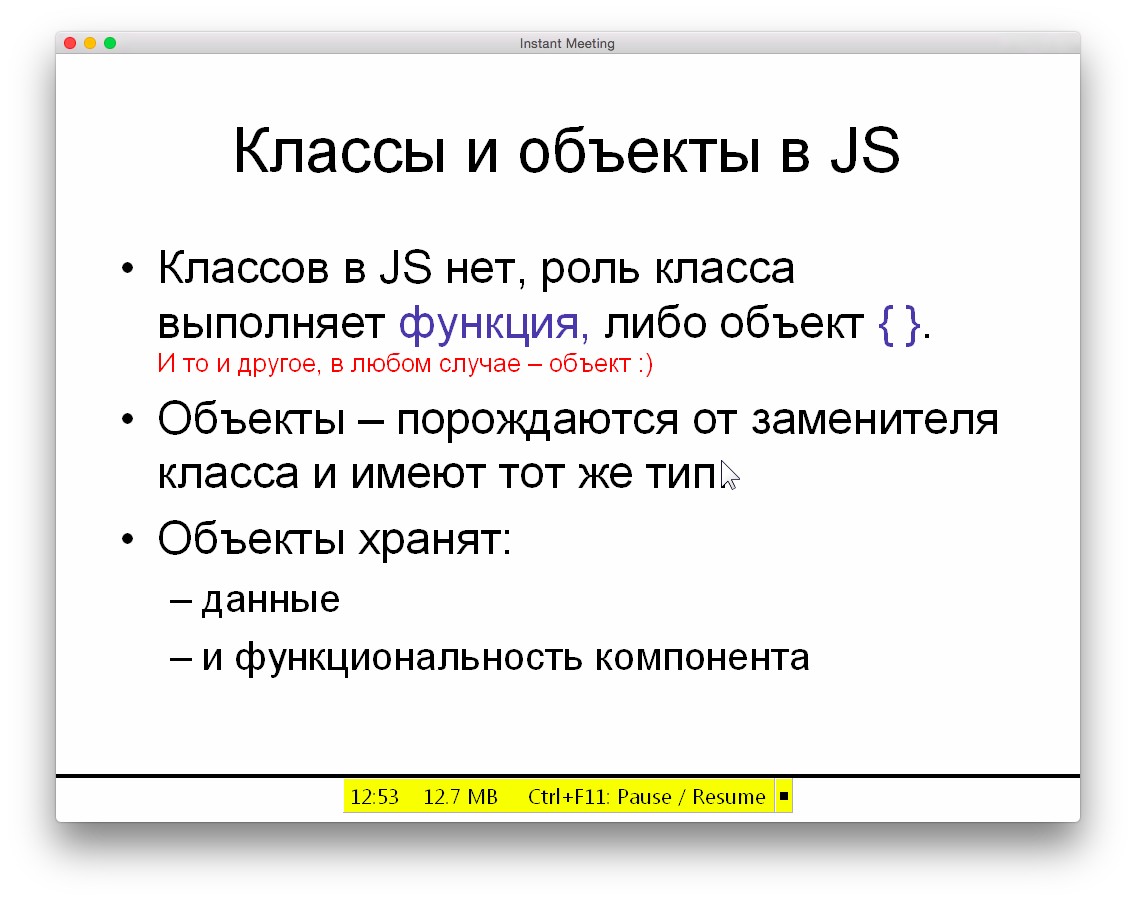 Instant Meeting
Классы и объекты в JS
• Классов в JS нет, роль класса
выполняет функция, либо объект { }.
И то и другое, в любом случае – объект :)
• Объекты – порождаются от заменителя
класса и имеют тот же тип
• Объекты хранят:
– данные
– и функциональность компонента
12:53 12.7 MB Ctrl+F11: Pause / Resume